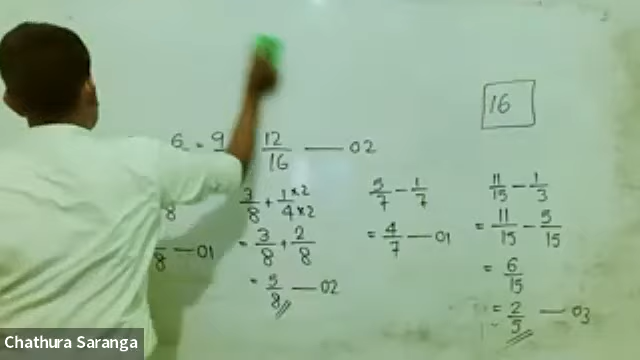 16
6 = 9 12/16 — 02
8
/8 — 01
3/8 + 1×2/4×2
= 3/8 + 2/8
= 5/8 — 02
5/7 − 1/7
= 4/7 — 01
11/15 − 1/3
= 11/15 − 5/15
= 6/15
= 2/5 — 03
Chathura Saranga